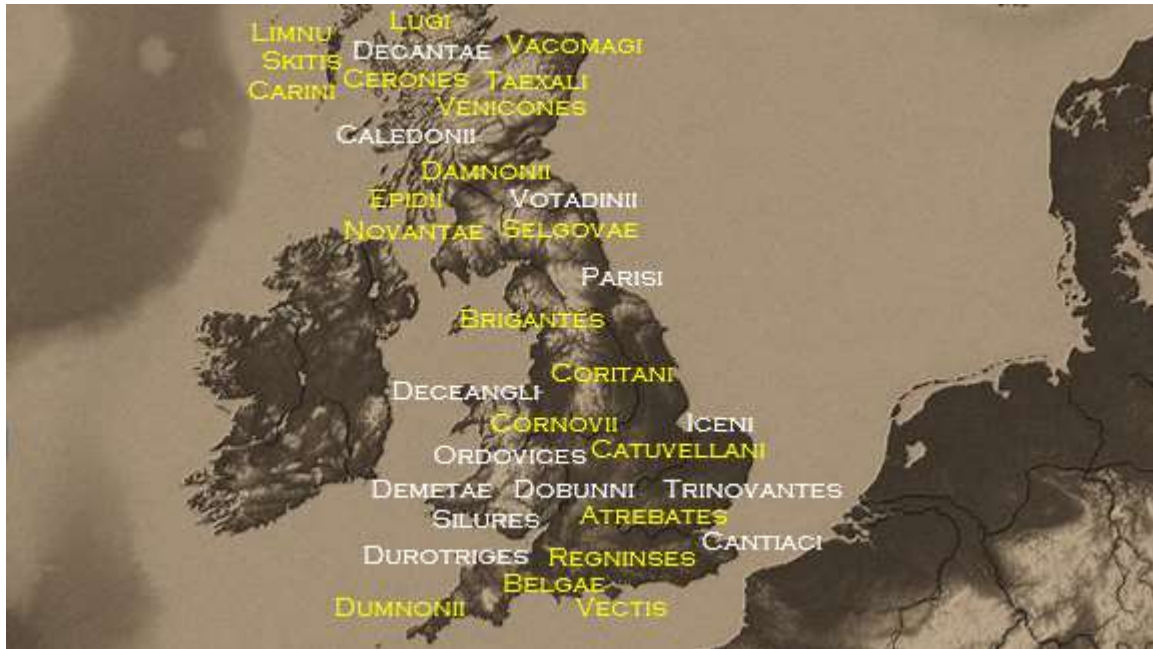 Lugi
Limnu
Decantae
Vacomagi
Skitis
Cerones
Taexali
Carini
Venicones
Caledonii
Damnonii
Epidii
Votadinii
Novantae
Selgovae
Parisi
Brigantes
Coritani
Deceangli
Cornovii
Iceni
Catuvellani
Ordovices
Demetae
Dobunni
Trinovantes
Silures
Atrebates
Cantiaci
Durotriges
Regninses
Belgae
Dumnonii
Vectis